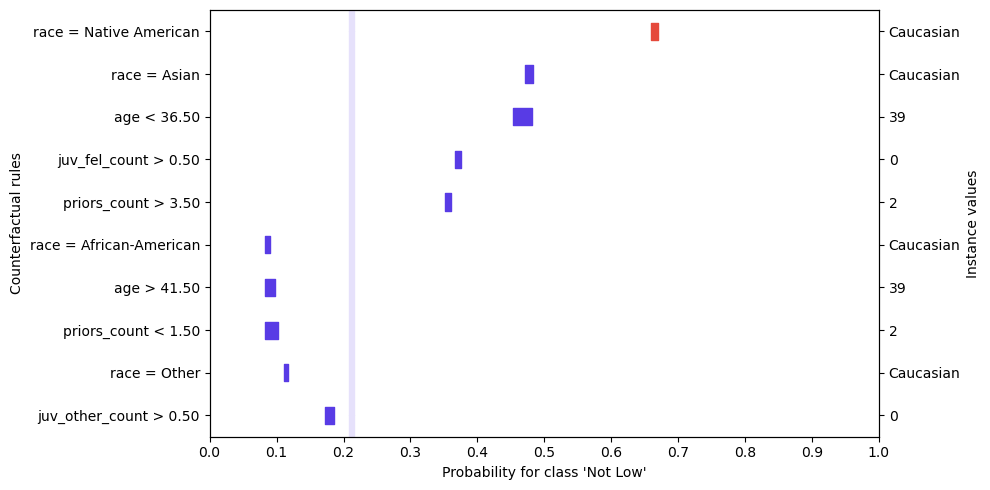 race = Native American Caucasian
race = Asian Caucasian
age < 36.50 39
juv_fel_count > 0.50 0
priors_count > 3.50 2
race = African-American Caucasian
age > 41.50 39
priors_count < 1.50 2
race = Other Caucasian
juv_other_count > 0.50 0
Counterfactual rules
Instance values
0.0 0.1 0.2 0.3 0.4 0.5 0.6 0.7 0.8 0.9 1.0
Probability for class 'Not Low'